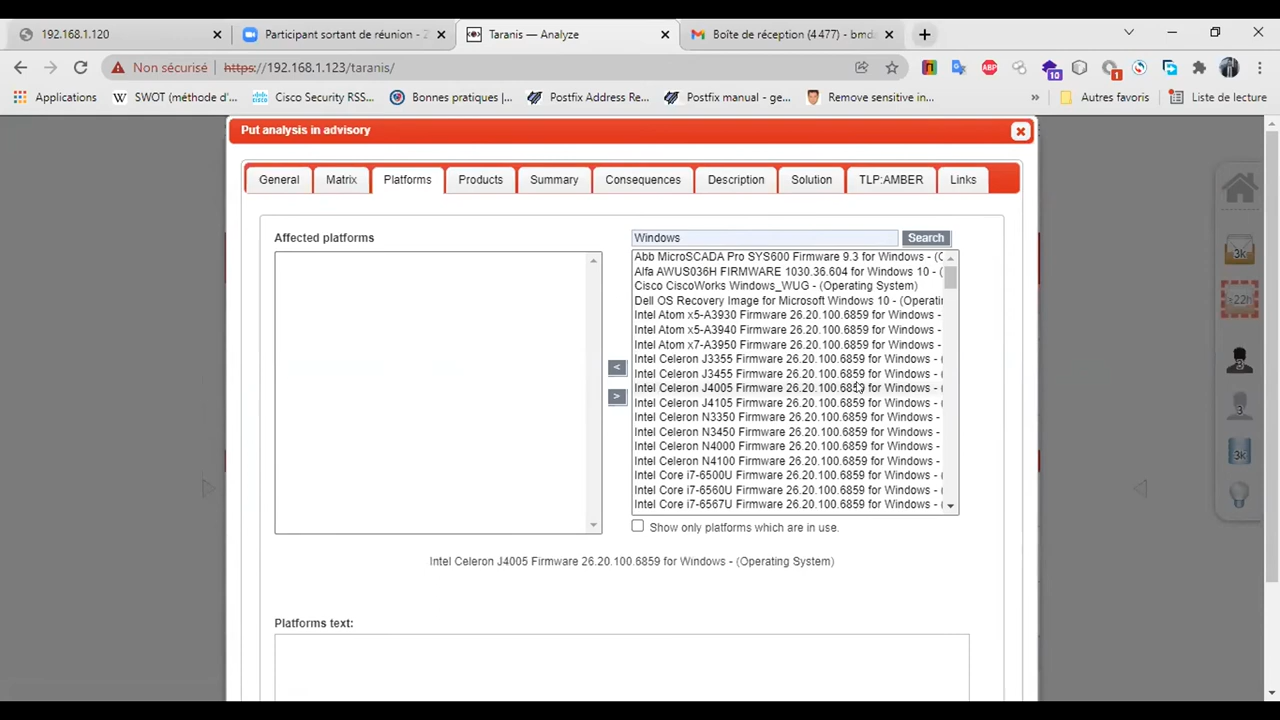 192.168.1.120
Participant sortant de réunion - Z
Taranis — Analyze
Boîte de réception (4 477) - bmd
Non sécurisé https://192.168.1.123/taranis/
10
1
Applications
SWOT (méthode d'...
Cisco Security RSS...
Bonnes pratiques |...
Postfix Address Re...
Postfix manual - ge...
Remove sensitive in...
»
Autres favoris
Liste de lecture
Put analysis in advisory
General
Matrix
Platforms
Products
Summary
Consequences
Description
Solution
TLP:AMBER
Links
Affected platforms
Windows
Search
Abb MicroSCADA Pro SYS600 Firmware 9.3 for Windows - (O
Alfa AWUS036H FIRMWARE 1030.36.604 for Windows 10 - (
Cisco CiscoWorks Windows_WUG - (Operating System)
Dell OS Recovery Image for Microsoft Windows 10 - (Operatin
Intel Atom x5-A3930 Firmware 26.20.100.6859 for Windows -
Intel Atom x5-A3940 Firmware 26.20.100.6859 for Windows -
Intel Atom x7-A3950 Firmware 26.20.100.6859 for Windows -
Intel Celeron J3355 Firmware 26.20.100.6859 for Windows - (
Intel Celeron J3455 Firmware 26.20.100.6859 for Windows - (
Intel Celeron J4005 Firmware 26.20.100.6859 for Windows - (
Intel Celeron J4105 Firmware 26.20.100.6859 for Windows - (
Intel Celeron N3350 Firmware 26.20.100.6859 for Windows -
Intel Celeron N3450 Firmware 26.20.100.6859 for Windows -
Intel Celeron N4000 Firmware 26.20.100.6859 for Windows -
Intel Celeron N4100 Firmware 26.20.100.6859 for Windows -
Intel Core i7-6500U Firmware 26.20.100.6859 for Windows - (
Intel Core i7-6560U Firmware 26.20.100.6859 for Windows - (
Intel Core i7-6567U Firmware 26.20.100.6859 for Windows - (
<
>
Show only platforms which are in use.
Intel Celeron J4005 Firmware 26.20.100.6859 for Windows - (Operating System)
Platforms text:
3k
3
3k